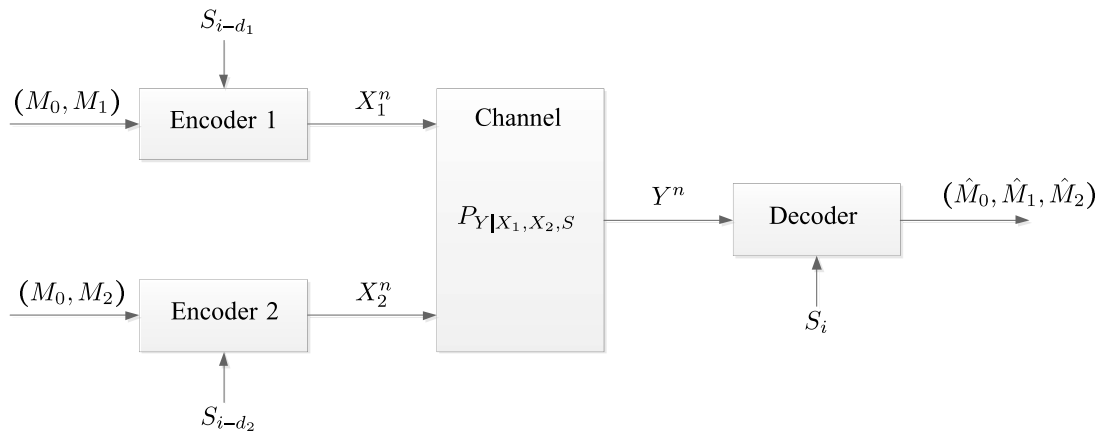 S_{i-d_1}
(M_0, M_1)
Encoder 1
X_1^n
Channel
P_{Y|X_1,X_2,S}
Y^n
Decoder
(\hat{M}_0, \hat{M}_1, \hat{M}_2)
S_i
(M_0, M_2)
Encoder 2
X_2^n
S_{i-d_2}